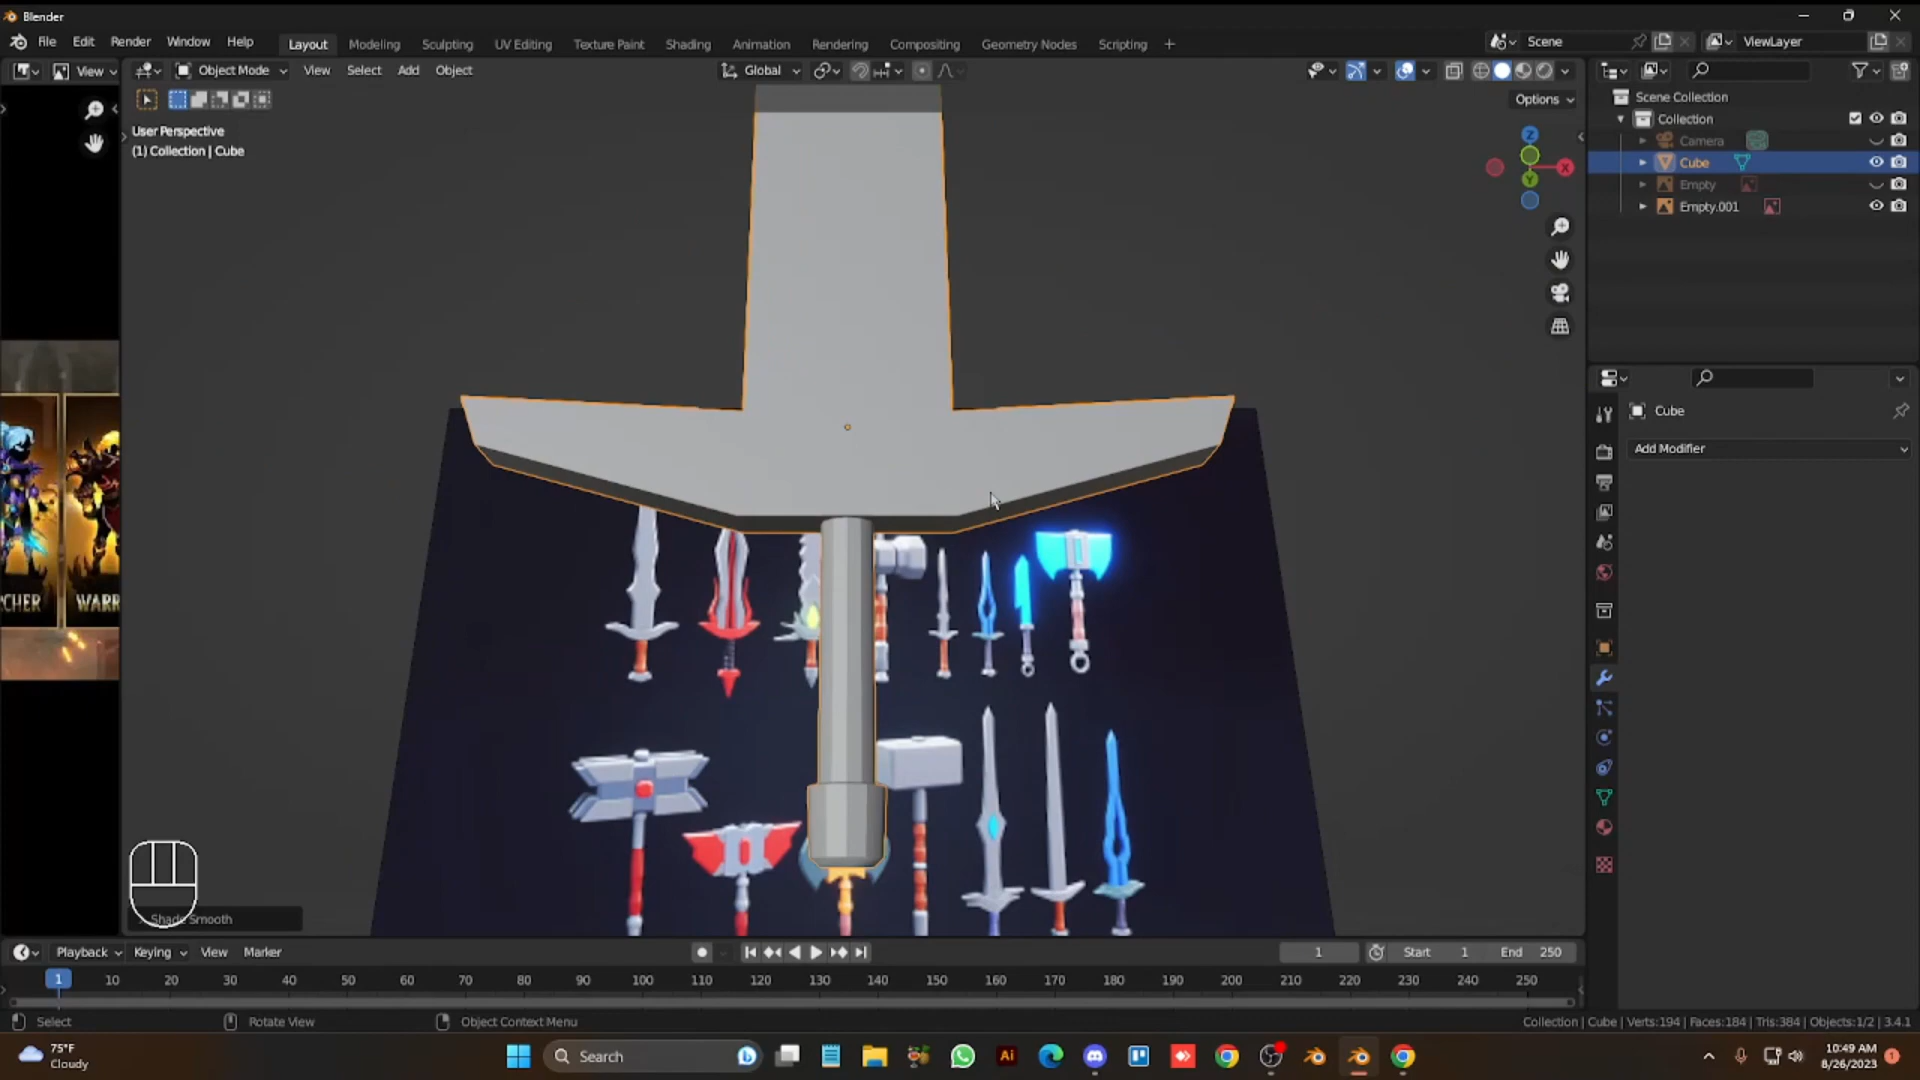 Blender
File Edit Render Window Help Layout Modeling Sculpting UV Editing Texture Paint Shading Animation Rendering Compositing Geometry Nodes Scripting + Scene ViewLayer
View Object Mode View Select Add Object Global
Options
User Perspective
(1) Collection | Cube
Z
X
Y
Scene Collection
Collection
Camera
Cube
Empty
Empty.001
Cube
Add Modifier
CHER WARR
Shade Smooth
Playback Keying View Marker 1 Start 1 End 250
1 10 20 30 40 50 60 70 80 90 100 110 120 130 140 150 160 170 180 190 200 210 220 230 240 250
Select Rotate View Object Context Menu Collection | Cube | Verts:194 | Faces:184 | Tris:384 | Objects:1/2 | 3.4.1
75°F
Cloudy
Search
Ai
10:49 AM
8/26/2023
1